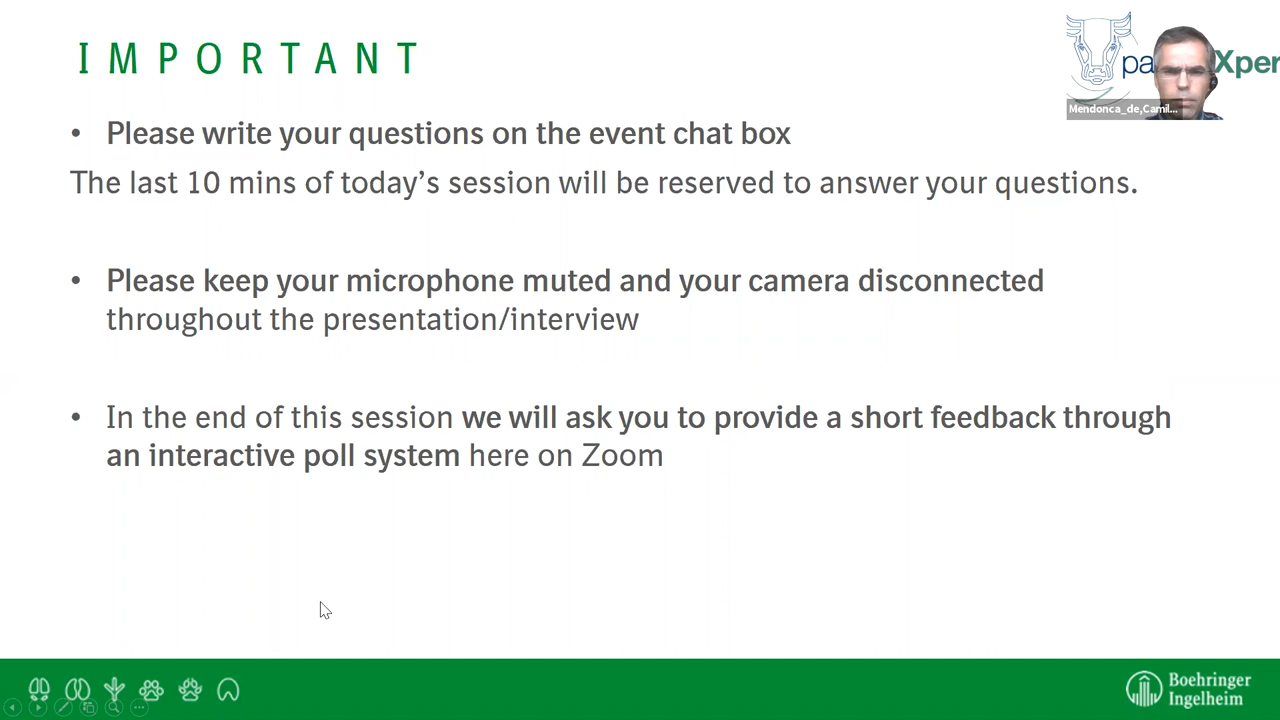 IMPORTANT
• Please write your questions on the event chat box
The last 10 mins of today’s session will be reserved to answer your questions.
• Please keep your microphone muted and your camera disconnected
throughout the presentation/interview
• In the end of this session we will ask you to provide a short feedback through
an interactive poll system here on Zoom
pa
Xper
Mendonca_de,Camil...
Boehringer
Ingelheim